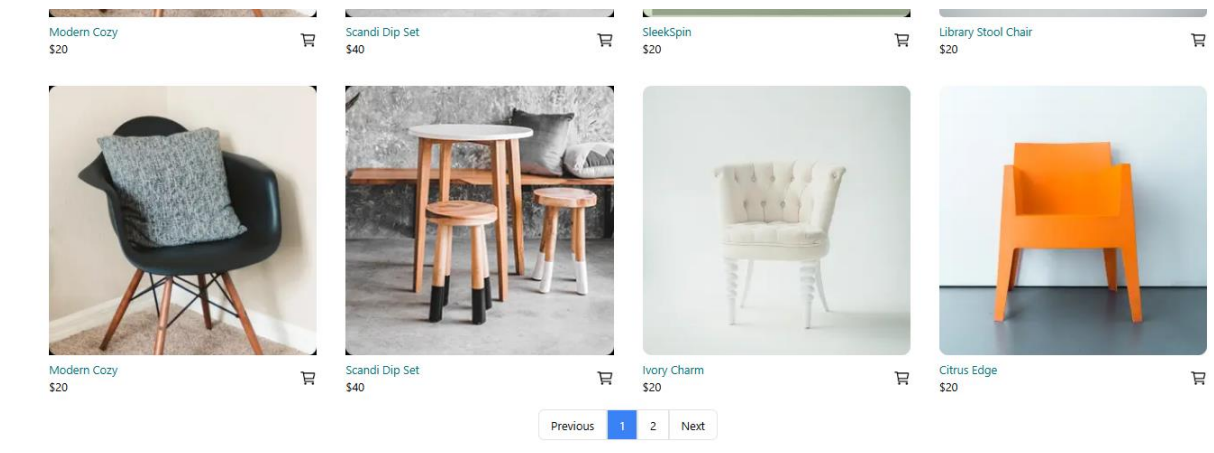 Modern Cozy
$20
Scandi Dip Set
$40
SleekSpin
$20
Library Stool Chair
$20
Modern Cozy
$20
Scandi Dip Set
$40
Ivory Charm
$20
Citrus Edge
$20
Previous 1 2 Next